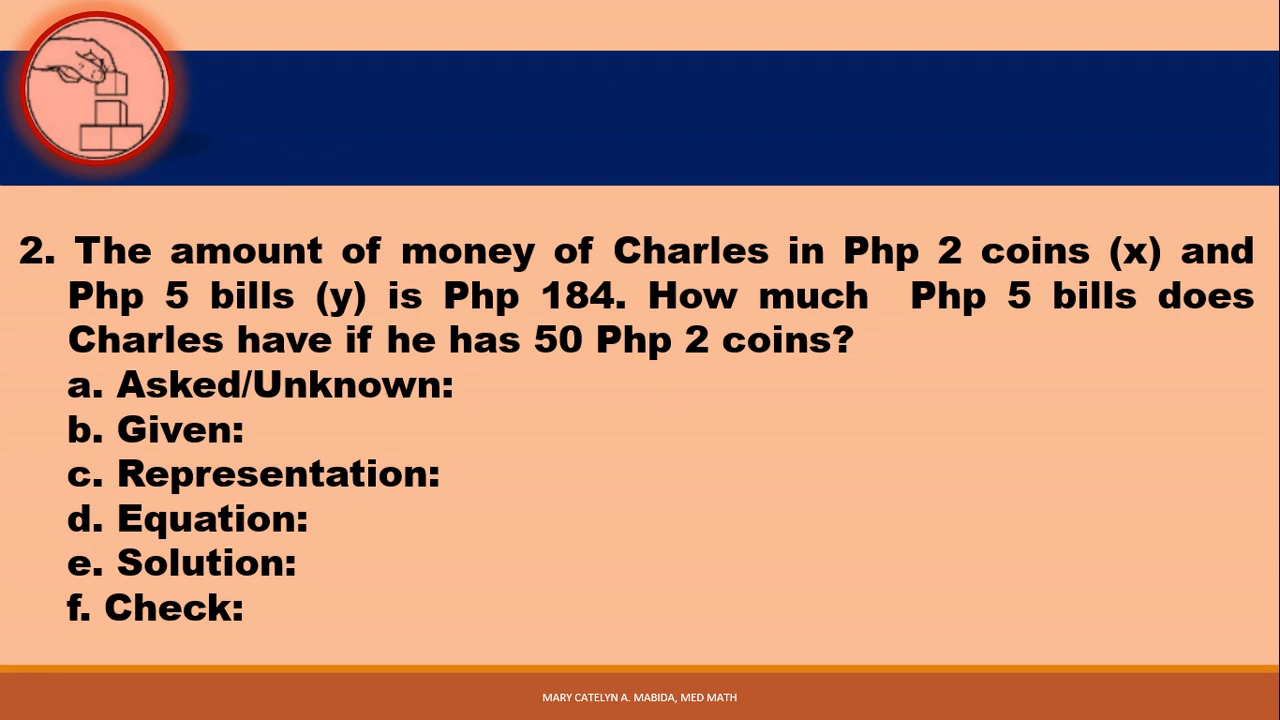 2. The amount of money of Charles in Php 2 coins (x) and
Php 5 bills (y) is Php 184. How much Php 5 bills does
Charles have if he has 50 Php 2 coins?
a. Asked/Unknown:
b. Given:
c. Representation:
d. Equation:
e. Solution:
f. Check:
MARY CATELYN A. MABIDA, MED MATH